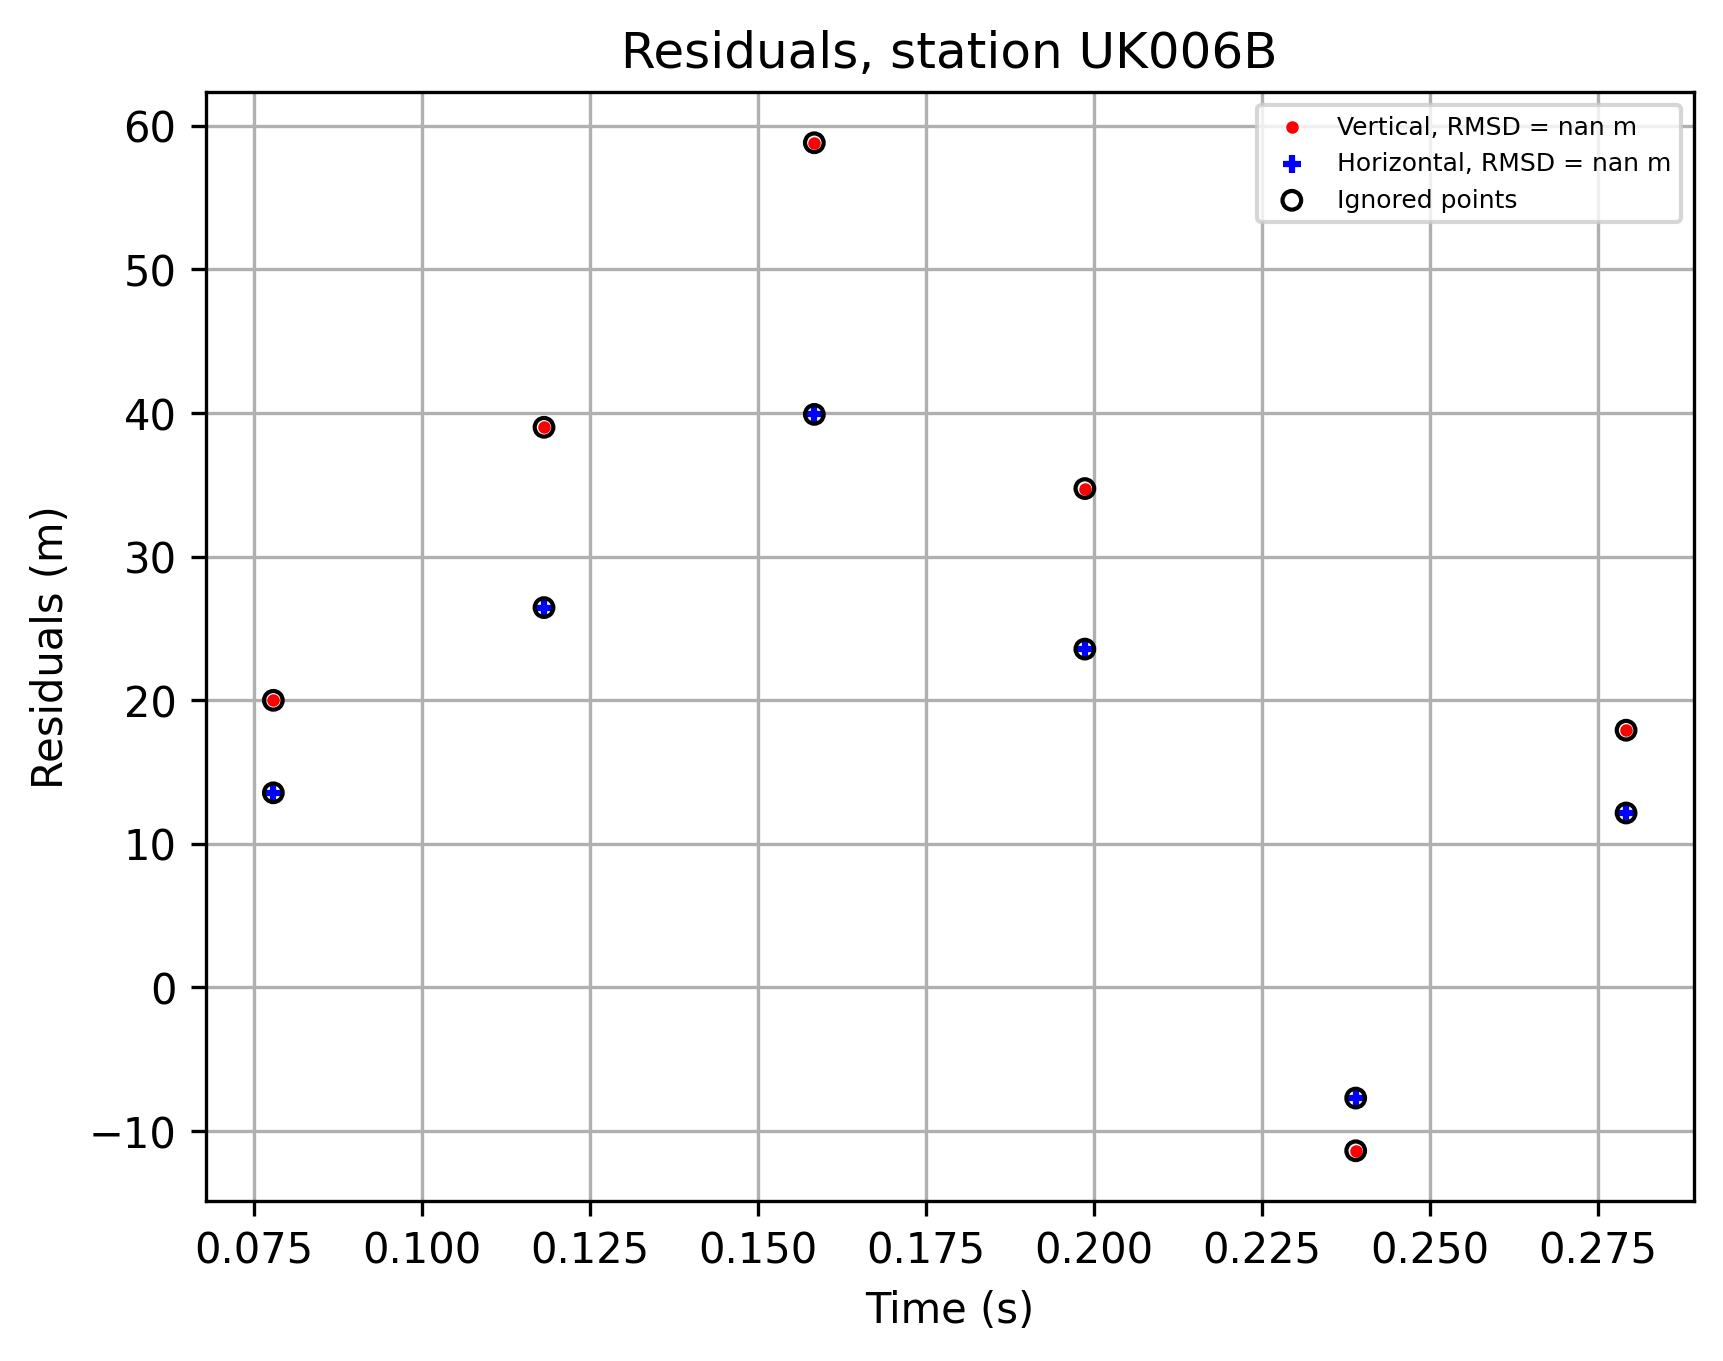 Residuals, station UK006B
Vertical, RMSD = nan m
Horizontal, RMSD = nan m
Ignored points
60
50
40
30
20
10
0
−10
Residuals (m)
0.075 0.100 0.125 0.150 0.175 0.200 0.225 0.250 0.275
Time (s)